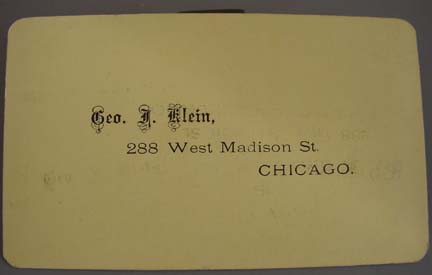 Geo. J. Klein,
288 West Madison St.
CHICAGO.